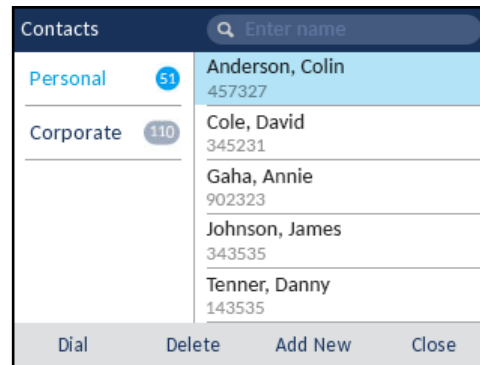 Contacts
Enter name
Personal 51
Corporate 110
Anderson, Colin
457327
Cole, David
345231
Gaha, Annie
902323
Johnson, James
343535
Tenner, Danny
143535
Dial Delete Add New Close